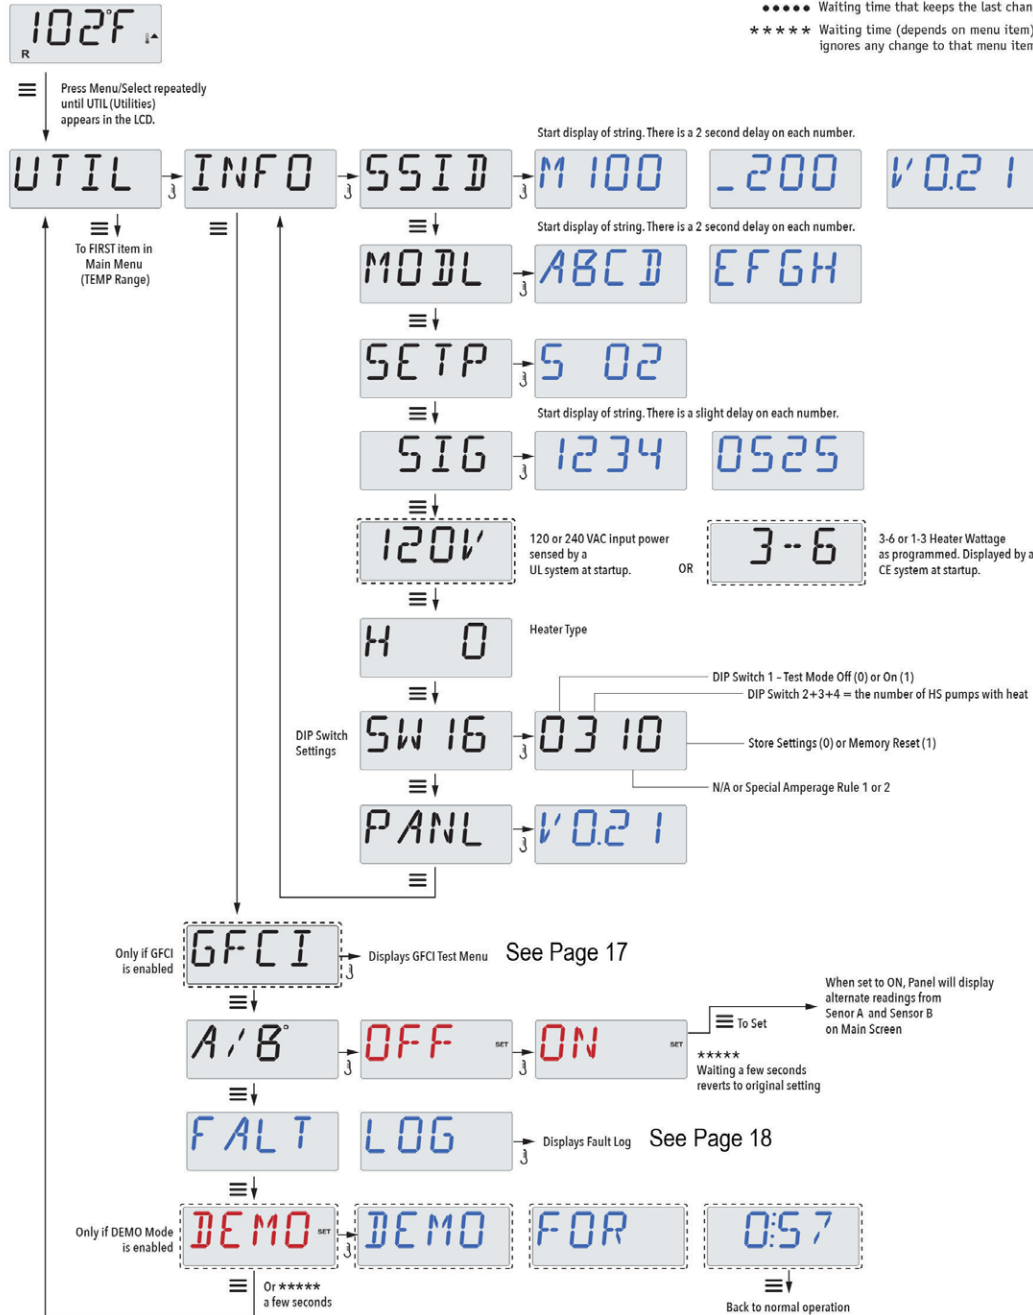 ••••• Waiting time that keeps the last chan
***** Waiting time (depends on menu item)
ignores any change to that menu item
102°F
R
Press Menu/Select repeatedly
until UTIL (Utilities)
appears in the LCD.
Start display of string. There is a 2 second delay on each number.
UTIL
INFO
SSID
M100
_200
V0.21
To FIRST item in
Main Menu
(TEMP Range)
Start display of string. There is a 2 second delay on each number.
MODL
ABCD
EFGH
SETP
S 02
Start display of string. There is a slight delay on each number.
SIG
1234
0525
120V
120 or 240 VAC input power
sensed by a
UL system at startup.
OR
3-6
3-6 or 1-3 Heater Wattage
as programmed. Displayed by a
CE system at startup.
H 0
Heater Type
DIP Switch 1 - Test Mode Off (0) or On (1)
DIP Switch 2+3+4 = the number of HS pumps with heat
DIP Switch
Settings
SW16
0310
Store Settings (0) or Memory Reset (1)
N/A or Special Amperage Rule 1 or 2
PANL
V0.21
Only if GFCI
is enabled
GFCI
Displays GFCI Test Menu
See Page 17
When set to ON, Panel will display
alternate readings from
Senor A and Sensor B
on Main Screen
A/B°
OFF
SET
ON
SET
To Set
*****
Waiting a few seconds
reverts to original setting
FALT
LOG
Displays Fault Log
See Page 18
Only if DEMO Mode
is enabled
DEMO
SET
DEMO
FOR
0:57
Or *****
a few seconds
Back to normal operation